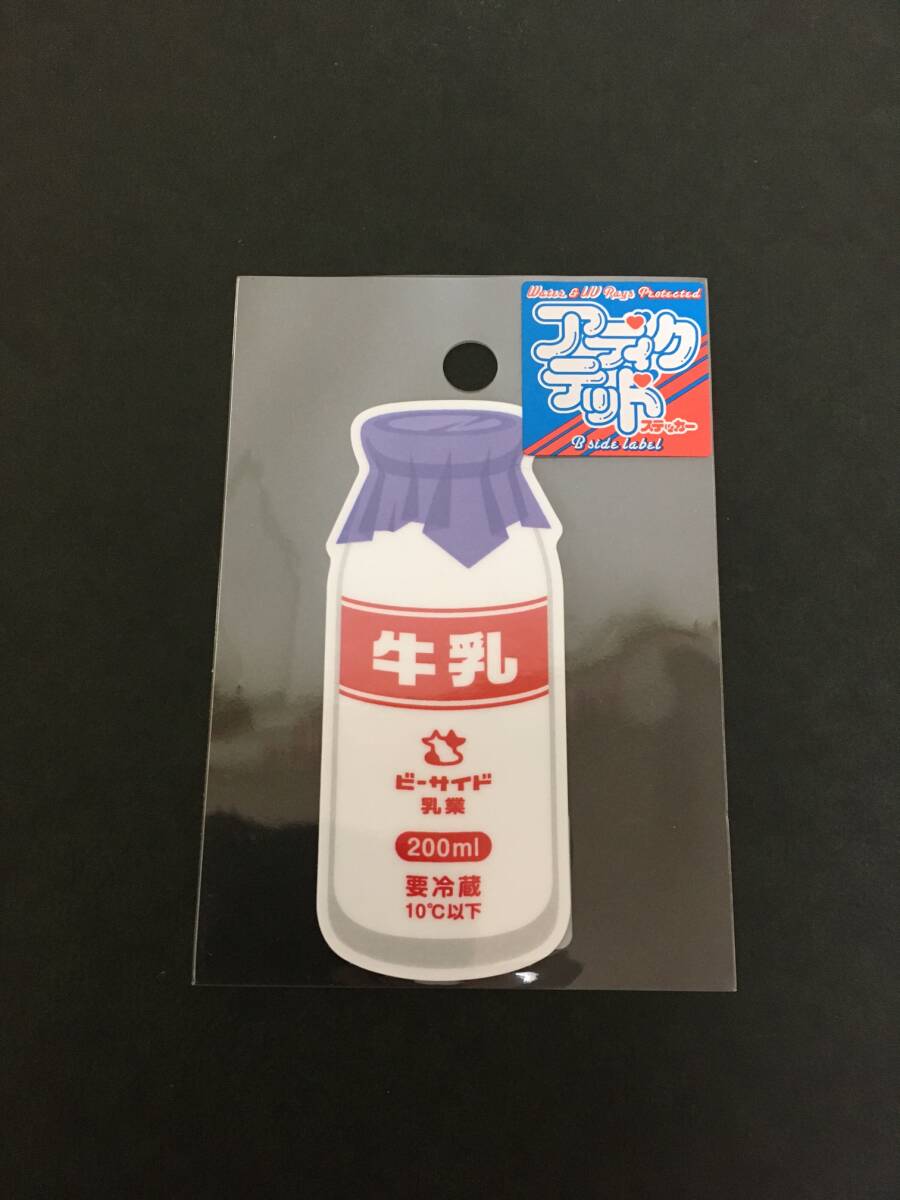 Water & UV Rays Protected
アディク
テッド
ステッカー
B side label
牛乳
ビーサイド
乳業
200ml
要冷蔵
10℃以下